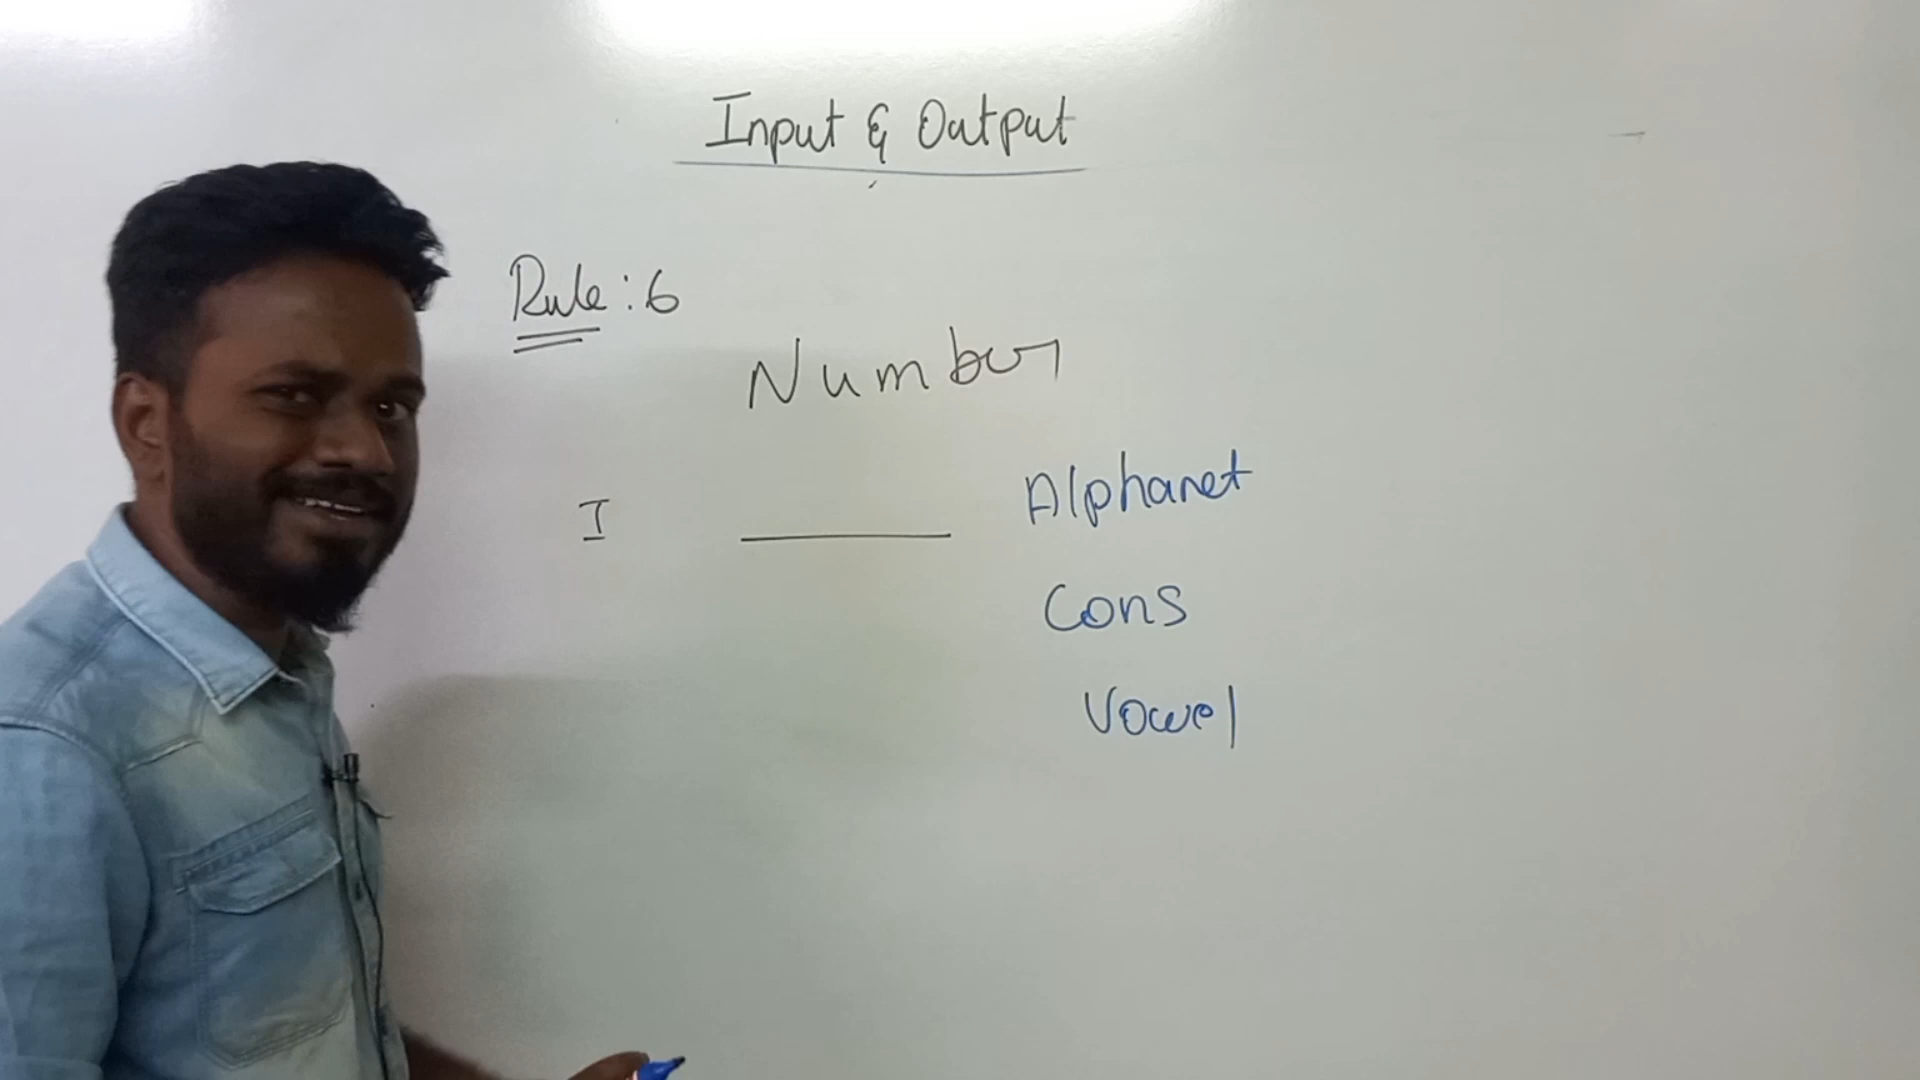 Input & Output
Rule : 6
Number
I ______ Alphanet
Cons
Vowel